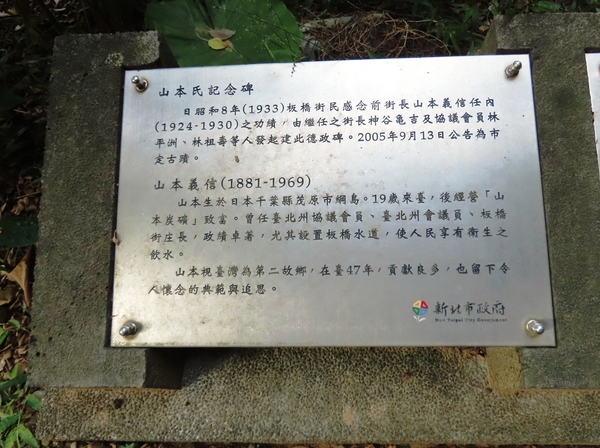 山本氏記念碑
日昭和8年(1933)板橋街民感念前街長山本義信任內
(1924-1930)之功績，由繼任之街長神谷龜吉及協議會員林
平洲、林祖壽等人發起建此德政碑。2005年9月13日公告為市
定古蹟。
山本義信(1881-1969)
山本生於日本千葉縣茂原市綱島。19歲來臺，後經營「山
本炭礦」致富。曾任臺北州協議會員、臺北州會議員、板橋
街庄長，政績卓著，尤其設置板橋水道，使人民享有衛生之
飲水。
山本視臺灣為第二故鄉，在臺47年，貢獻良多，也留下令
人懷念的典範與追思。
新北市政府
New Taipei City Government